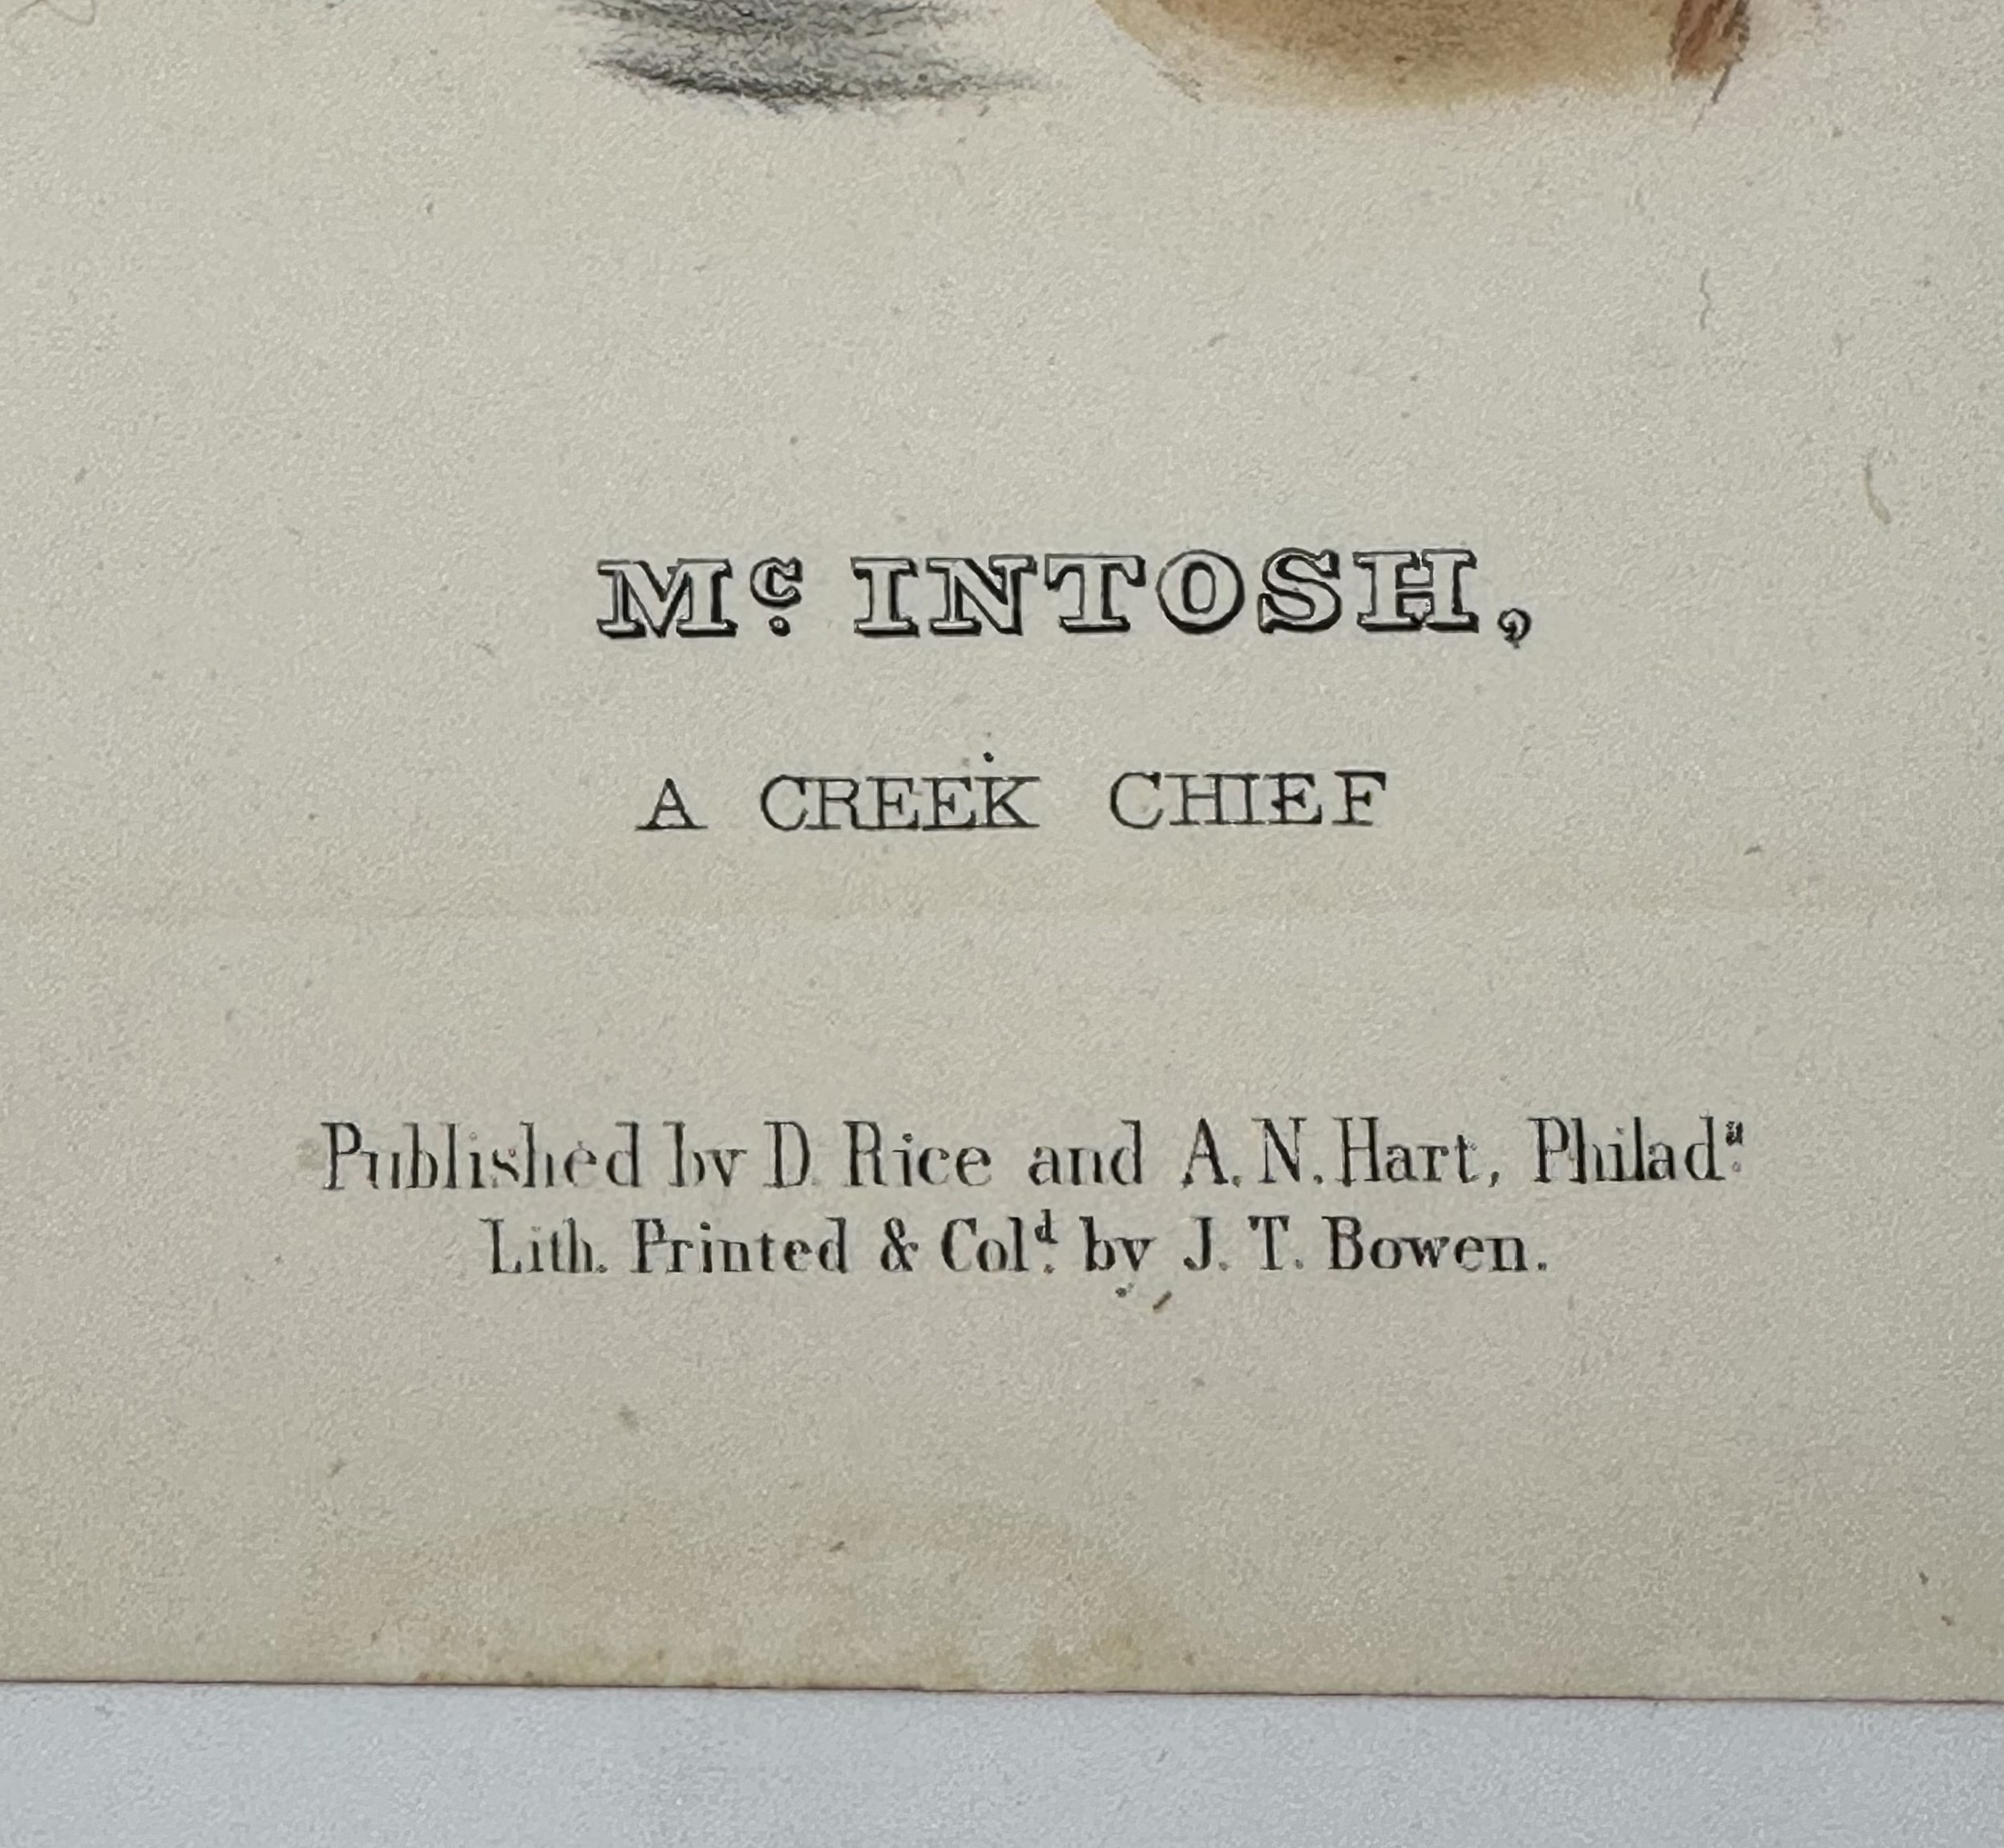 Mᶜ. INTOSH,
A CREEK CHIEF
Published by D. Rice and A. N. Hart, Philadᵃ.
Lith. Printed & Colᵈ. by J. T. Bowen.